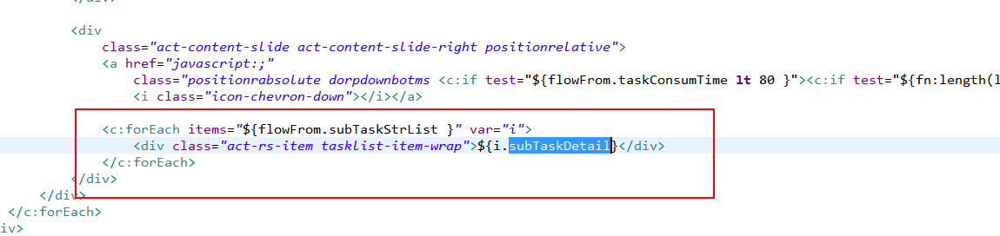 </div>
<div
class="act-content-slide act-content-slide-right positionrelative">
<a href="javascript:;"
class="positionrabsolute dorpdownbotms <c:if test="${flowFrom.taskConsumTime lt 80 }"><c:if test="${fn:length(l
<i class="icon-chevron-down"></i></a>
<c:forEach items="${flowFrom.subTaskStrList }" var="i">
<div class="act-rs-item tasklist-item-wrap">${i.subTaskDetail}</div>
</c:forEach>
</div>
</div>
</c:forEach>
iv>